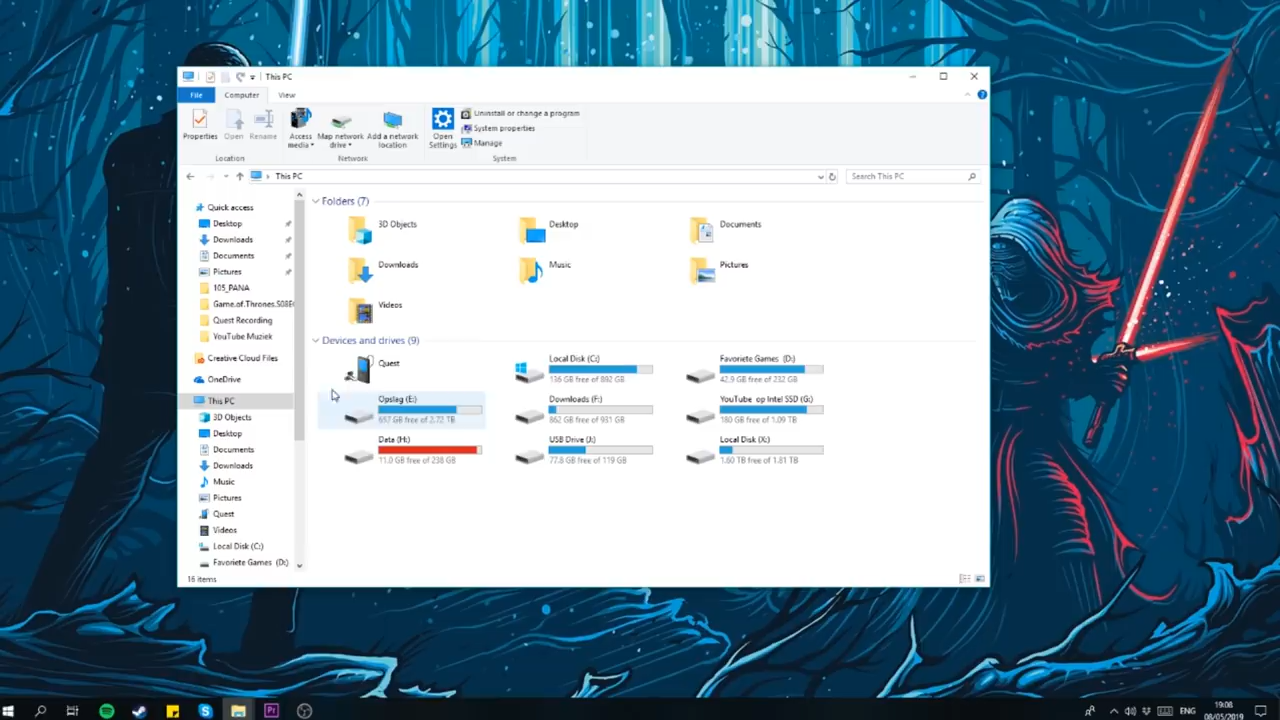 This PC
File Computer View
Properties Open Rename Access media Map network drive Add a network location Open Settings Uninstall or change a program
System properties
Manage
Location Network System
This PC Search This PC
Quick access
Desktop
Downloads
Documents
Pictures
105_PANA
Game.of.Thrones.S08E
Quest Recording
YouTube Muziek
Creative Cloud Files
OneDrive
This PC
3D Objects
Desktop
Documents
Downloads
Music
Pictures
Quest
Videos
Local Disk (C:)
Favoriete Games (D:)
Folders (7)
3D Objects Desktop Documents
Downloads Music Pictures
Videos
Devices and drives (9)
Quest
Local Disk (C:)
136 GB free of 892 GB
Favoriete Games (D:)
42.9 GB free of 232 GB
Opslag (E:)
697 GB free of 2.72 TB
Downloads (F:)
862 GB free of 931 GB
YouTube op Intel SSD (G:)
180 GB free of 1.09 TB
Data (H:)
11.0 GB free of 238 GB
USB Drive (J:)
77.8 GB free of 119 GB
Local Disk (X:)
1.60 TB free of 1.81 TB
16 items
Pr
ENG
19:08
08/05/2019